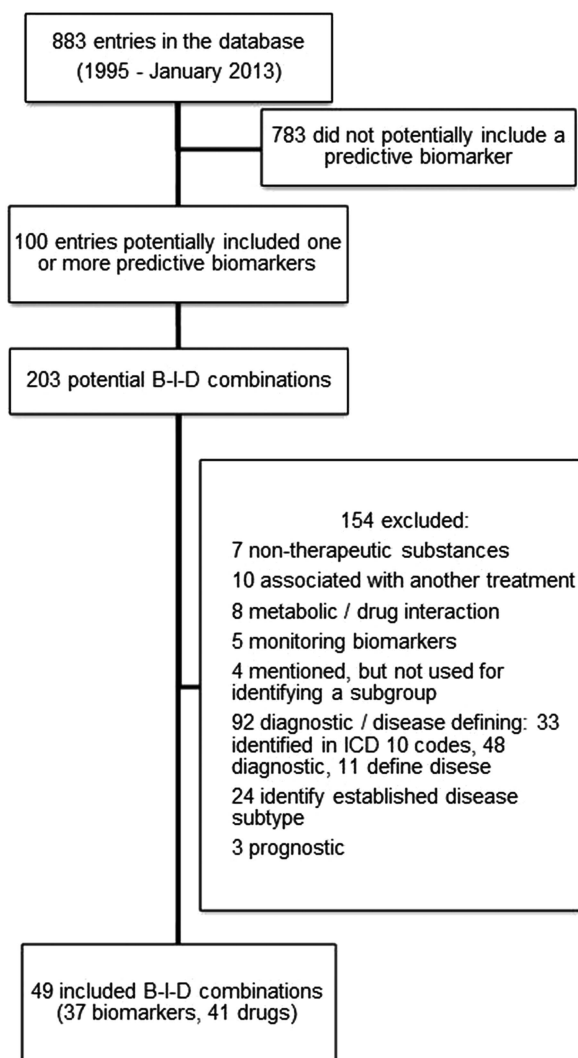 883 entries in the database
(1995 - January 2013)
783 did not potentially include a
predictive biomarker
100 entries potentially included one
or more predictive biomarkers
203 potential B-I-D combinations
154 excluded:
7 non-therapeutic substances
10 associated with another treatment
8 metabolic / drug interaction
5 monitoring biomarkers
4 mentioned, but not used for
identifying a subgroup
92 diagnostic / disease defining: 33
identified in ICD 10 codes, 48
diagnostic, 11 define disese
24 identify established disease
subtype
3 prognostic
49 included B-I-D combinations
(37 biomarkers, 41 drugs)